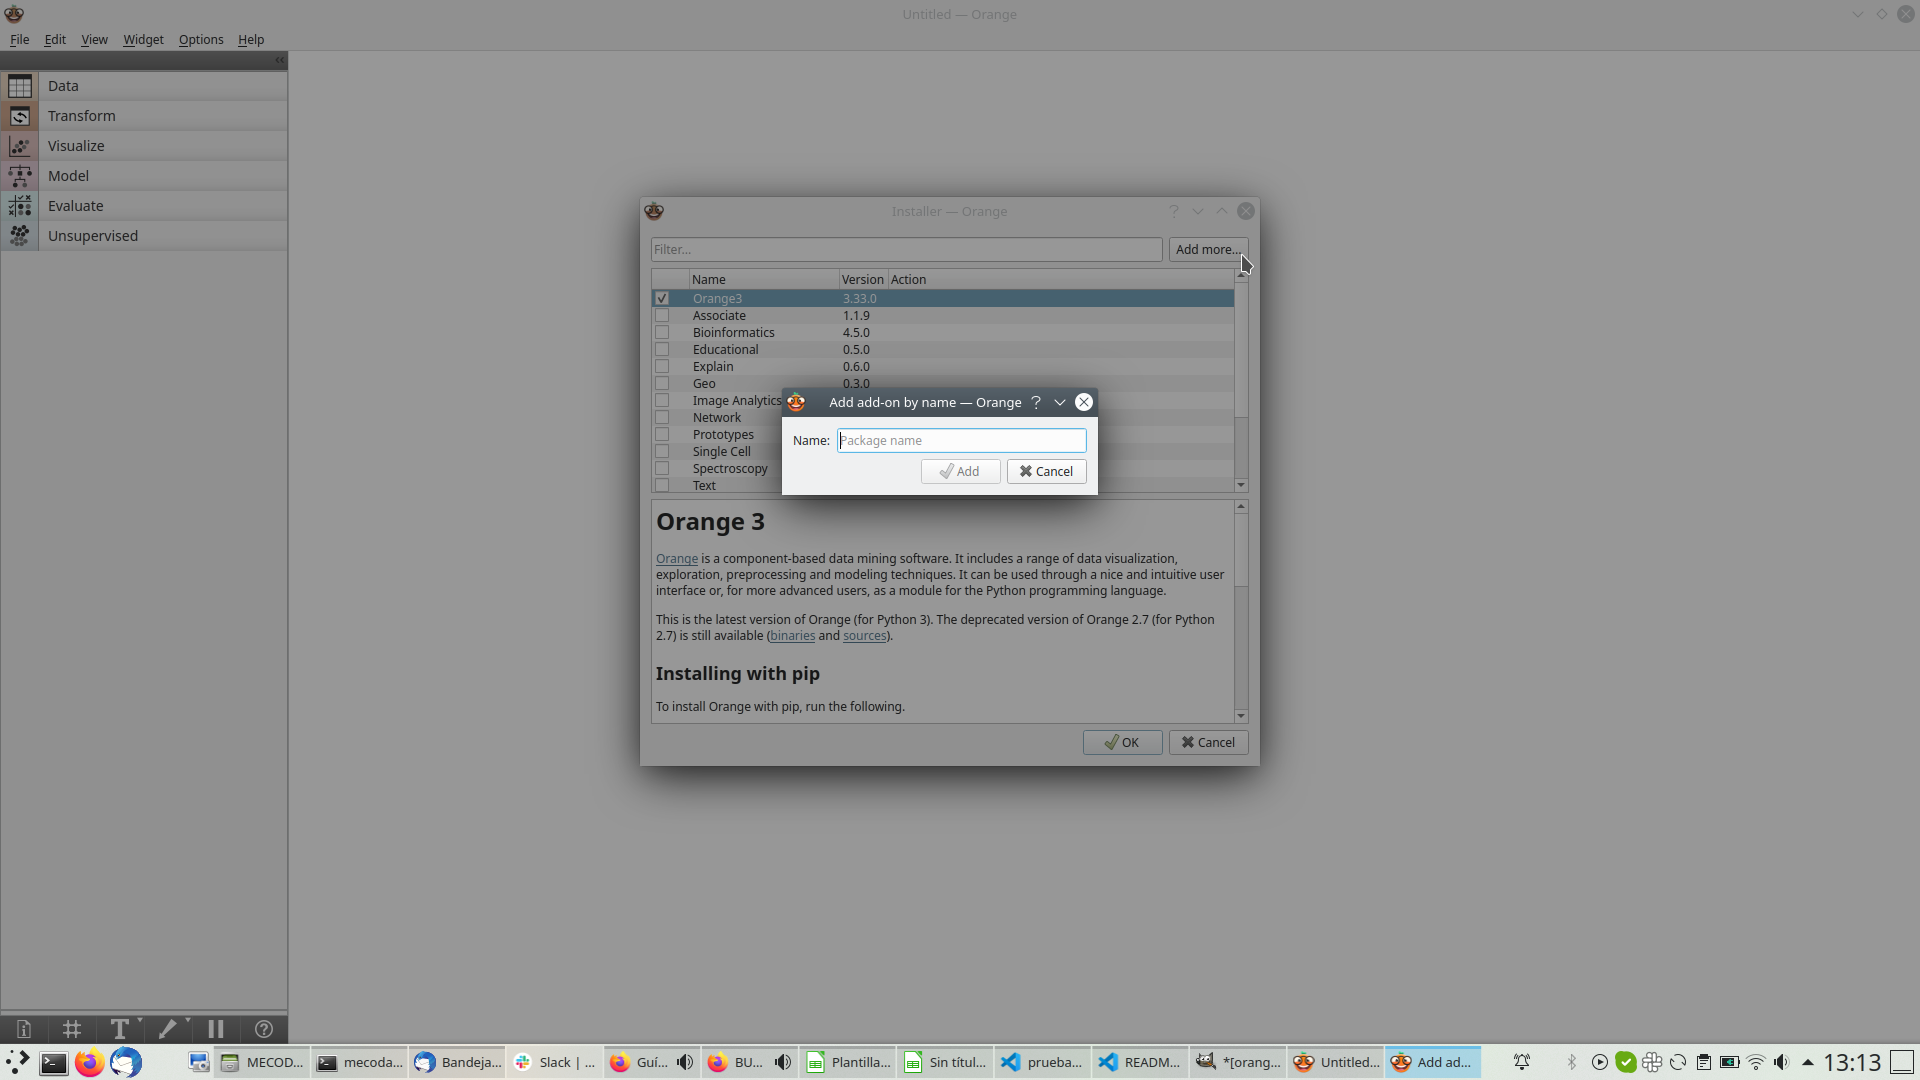 Untitled — Orange
File Edit View Widget Options Help
Data
Transform
Visualize
Model
Evaluate
Unsupervised
Installer — Orange
Filter...
Add more...
Name Version Action
Orange3 3.33.0
Associate 1.1.9
Bioinformatics 4.5.0
Educational 0.5.0
Explain 0.6.0
Geo 0.3.0
Image Analytics
Network
Prototypes
Single Cell
Spectroscopy
Text
Add add-on by name — Orange
Name: Package name
Add Cancel
Orange 3
Orange is a component-based data mining software. It includes a range of data visualization,
exploration, preprocessing and modeling techniques. It can be used through a nice and intuitive user
interface or, for more advanced users, as a module for the Python programming language.
This is the latest version of Orange (for Python 3). The deprecated version of Orange 2.7 (for Python
2.7) is still available (binaries and sources).
Installing with pip
To install Orange with pip, run the following.
OK Cancel
MECOD... mecoda... Bandeja... Slack | ... Guí... BU... Plantilla... Sin títul... prueba... READM... *[orang... Untitled... Add ad... 13:13